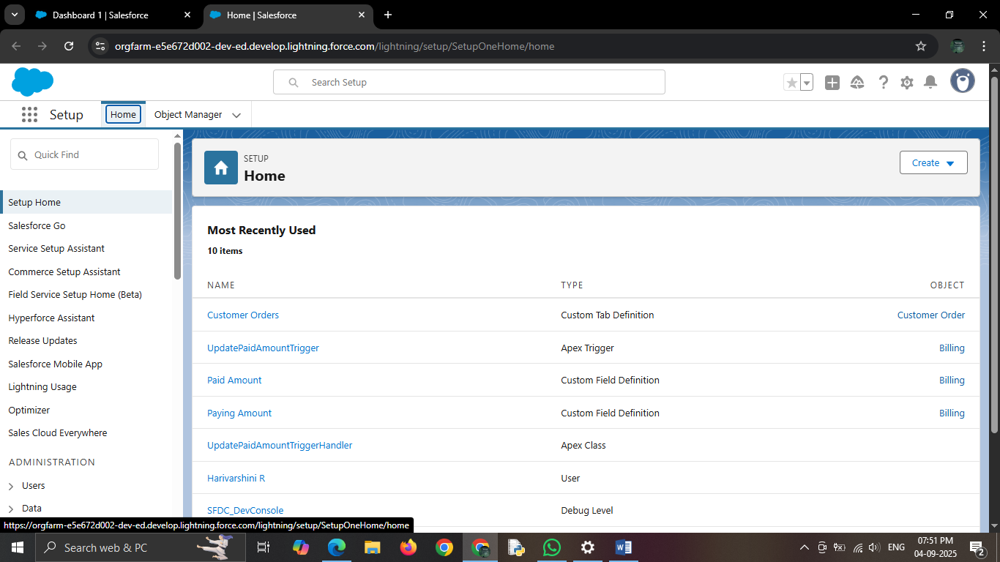 Dashboard 1 | Salesforce
Home | Salesforce
orgfarm-e5e672d002-dev-ed.develop.lightning.force.com/lightning/setup/SetupOneHome/home
Search Setup
Setup
Home
Object Manager
Quick Find
Setup Home
Salesforce Go
Service Setup Assistant
Commerce Setup Assistant
Field Service Setup Home (Beta)
Hyperforce Assistant
Release Updates
Salesforce Mobile App
Lightning Usage
Optimizer
Sales Cloud Everywhere
ADMINISTRATION
Users
Data
SETUP
Home
Create
Most Recently Used
10 items
NAME TYPE OBJECT
Customer Orders Custom Tab Definition Customer Order
UpdatePaidAmountTrigger Apex Trigger Billing
Paid Amount Custom Field Definition Billing
Paying Amount Custom Field Definition Billing
UpdatePaidAmountTriggerHandler Apex Class
Harivarshini R User
SFDC_DevConsole Debug Level
https://orgfarm-e5e672d002-dev-ed.develop.lightning.force.com/lightning/setup/SetupOneHome/home
Search web & PC
ENG
07:51 PM
04-09-2025
2